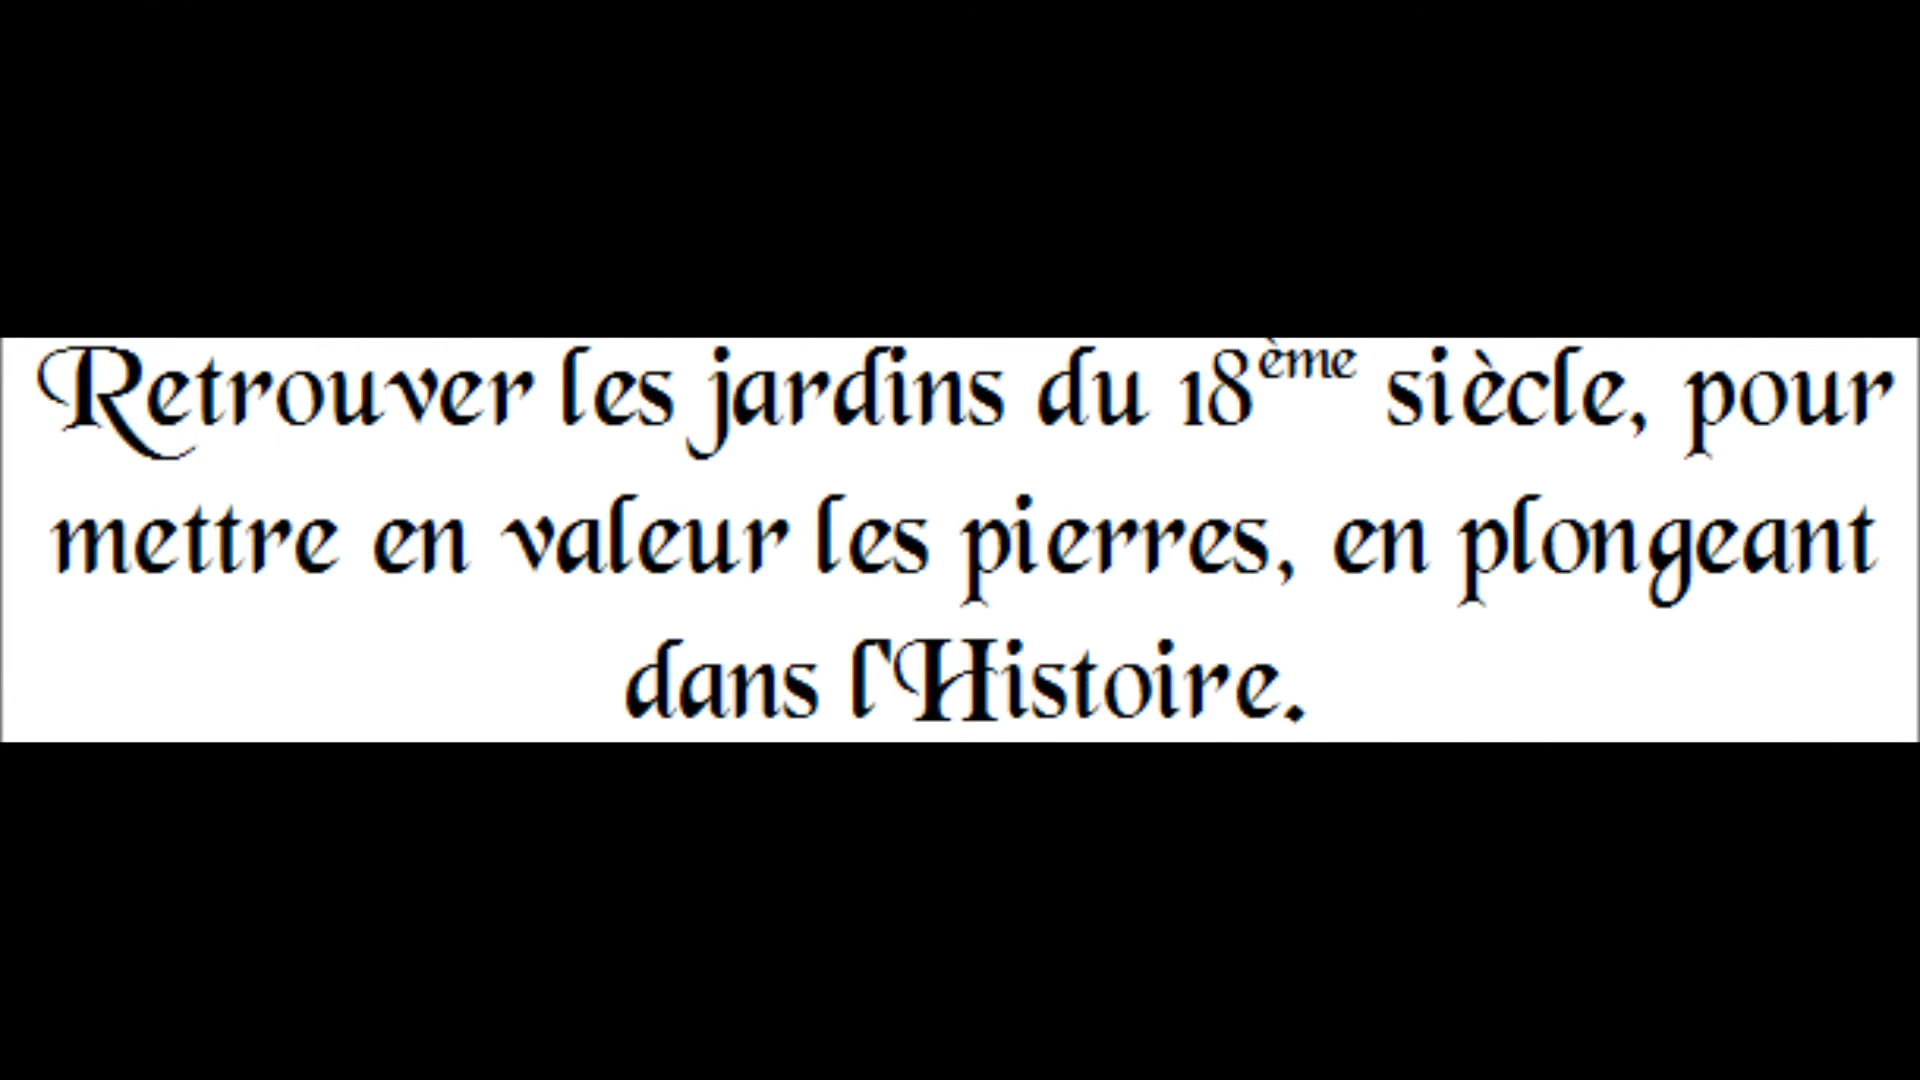 Retrouver les jardins du 18ème siècle, pour
mettre en valeur les pierres, en plongeant
dans l'Histoire.